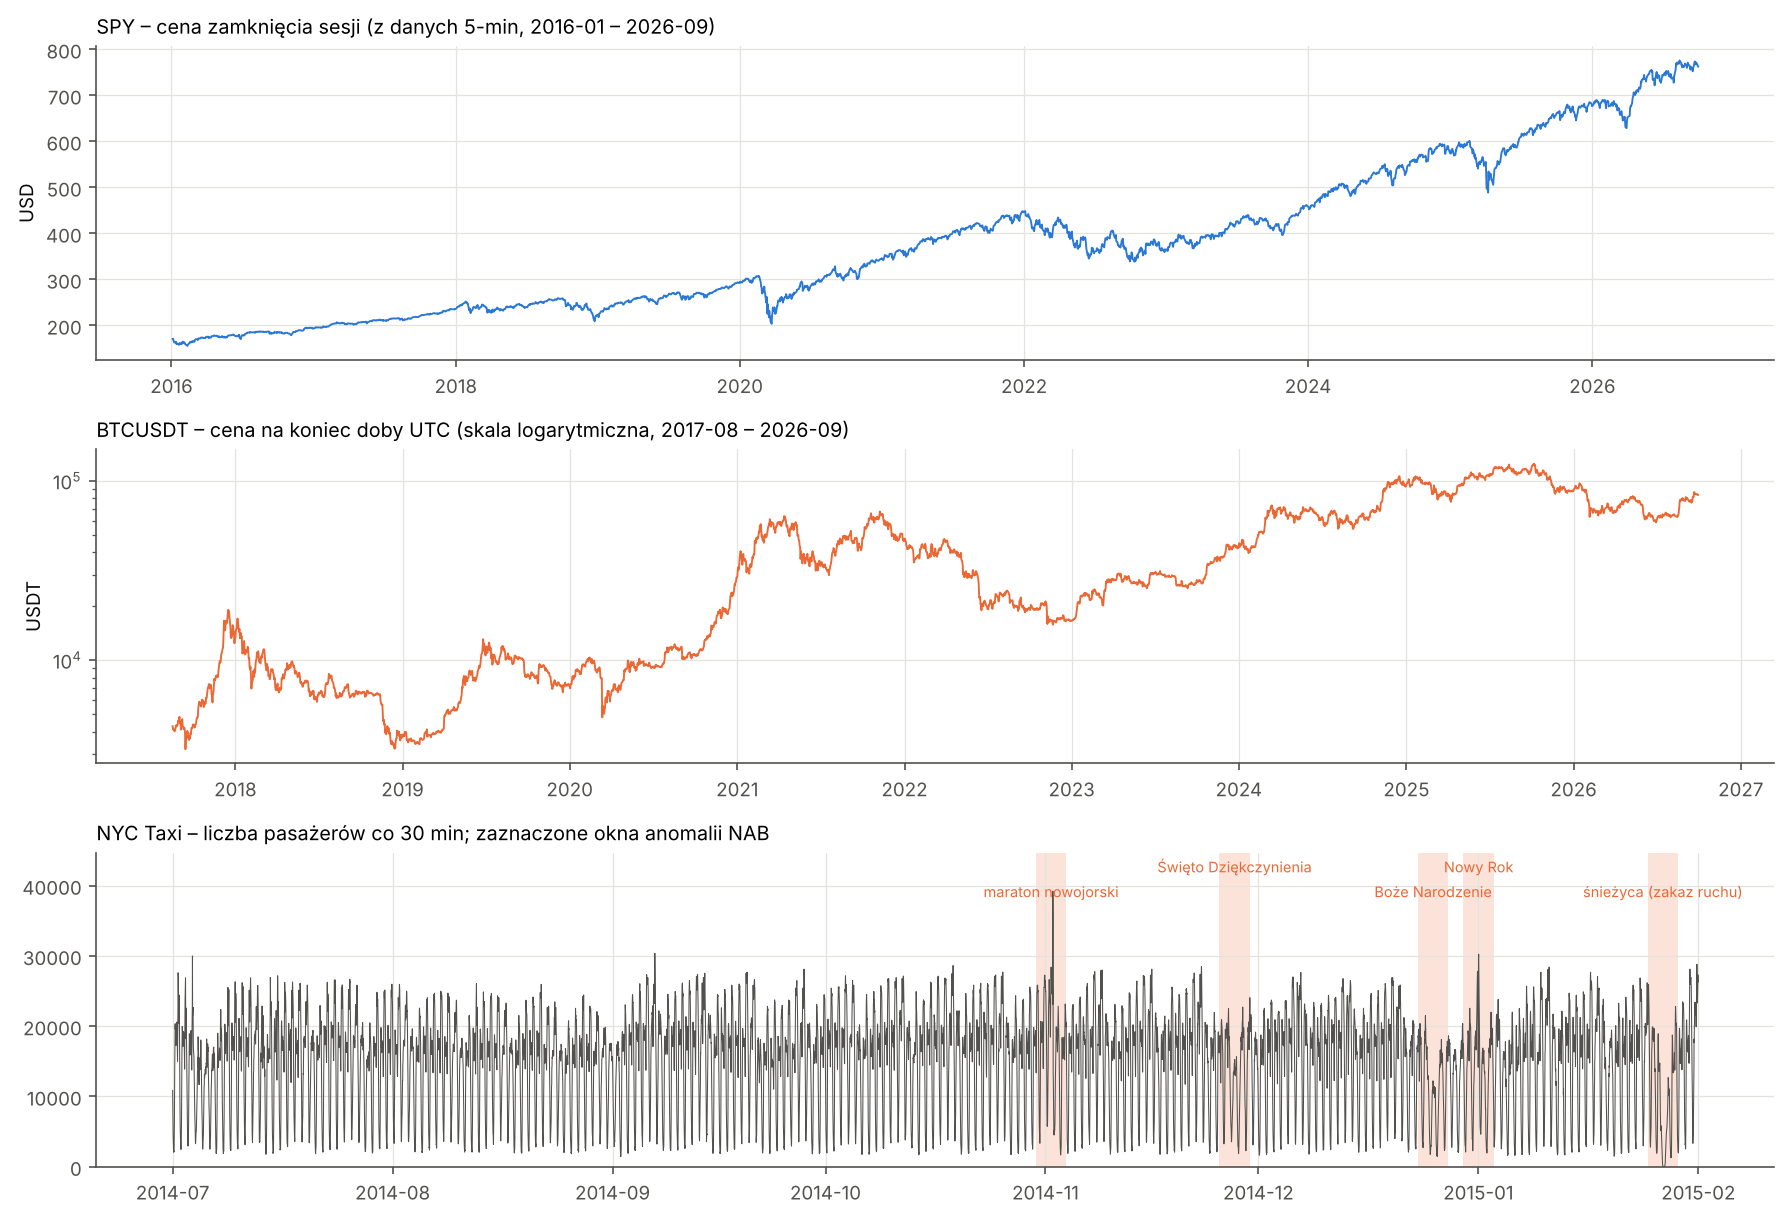 SPY – cena zamknięcia sesji (z danych 5-min, 2016-01 – 2026-09)
800
700
600
500
400
300
200
USD
2016 2018 2020 2022 2024 2026
BTCUSDT – cena na koniec doby UTC (skala logarytmiczna, 2017-08 – 2026-09)
10⁵
10⁴
USDT
2018 2019 2020 2021 2022 2023 2024 2025 2026 2027
NYC Taxi – liczba pasażerów co 30 min; zaznaczone okna anomalii NAB
Święto Dziękczynienia Nowy Rok
maraton nowojorski Boże Narodzenie śnieżyca (zakaz ruchu)
40000
30000
20000
10000
0
2014-07 2014-08 2014-09 2014-10 2014-11 2014-12 2015-01 2015-02